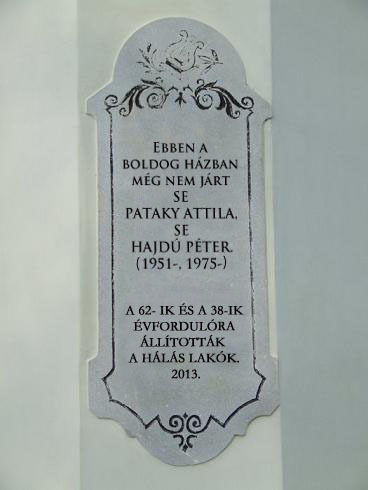 EBBEN A
BOLDOG HÁZBAN
MÉG NEM JÁRT
SE
PATAKY ATTILA,
SE
HAJDÚ PÉTER.
(1951-, 1975-)
A 62- IK ÉS A 38-IK
ÉVFORDULÓRA
ÁLLÍTOTTÁK
A HÁLÁS LAKÓK.
2013.